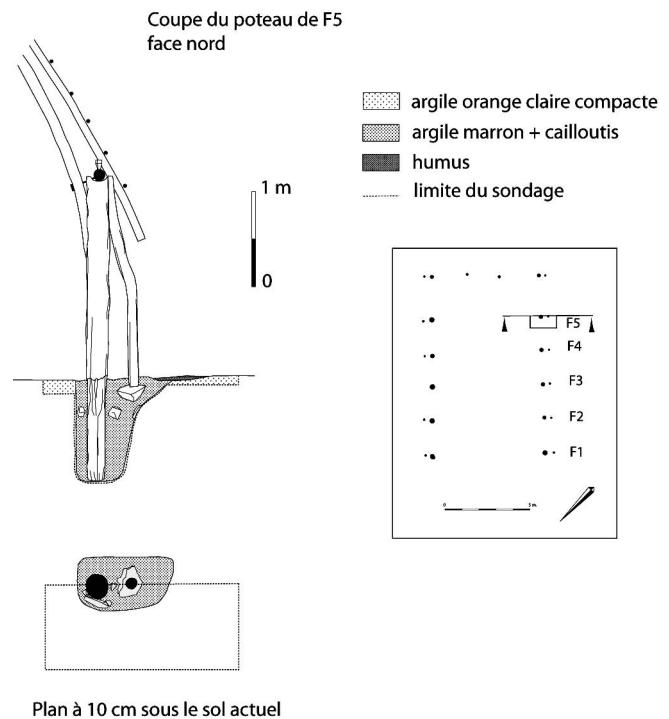 Coupe du poteau de F5
face nord
argile orange claire compacte
argile marron + cailloutis
humus
limite du sondage
1 m
0
F5
F4
F3
F2
F1
0 5 m.
Plan à 10 cm sous le sol actuel